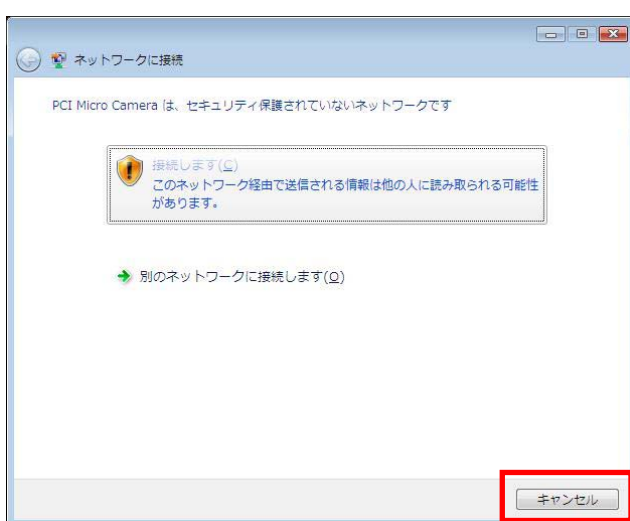 ネットワークに接続
PCI Micro Camera は、セキュリティ保護されていないネットワークです
接続します(C)
このネットワーク経由で送信される情報は他の人に読み取られる可能性
があります。
別のネットワークに接続します(O)
キャンセル